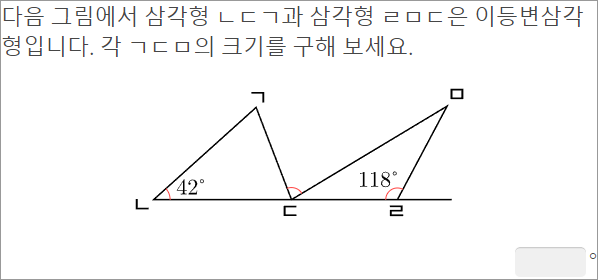 다음 그림에서 삼각형 ㄴㄷㄱ과 삼각형 ㄹㅁㄷ은 이등변삼각
형입니다. 각 ㄱㄷㅁ의 크기를 구해 보세요.
ㄱ
ㅁ
42°
118°
ㄴ
ㄷ
ㄹ
°